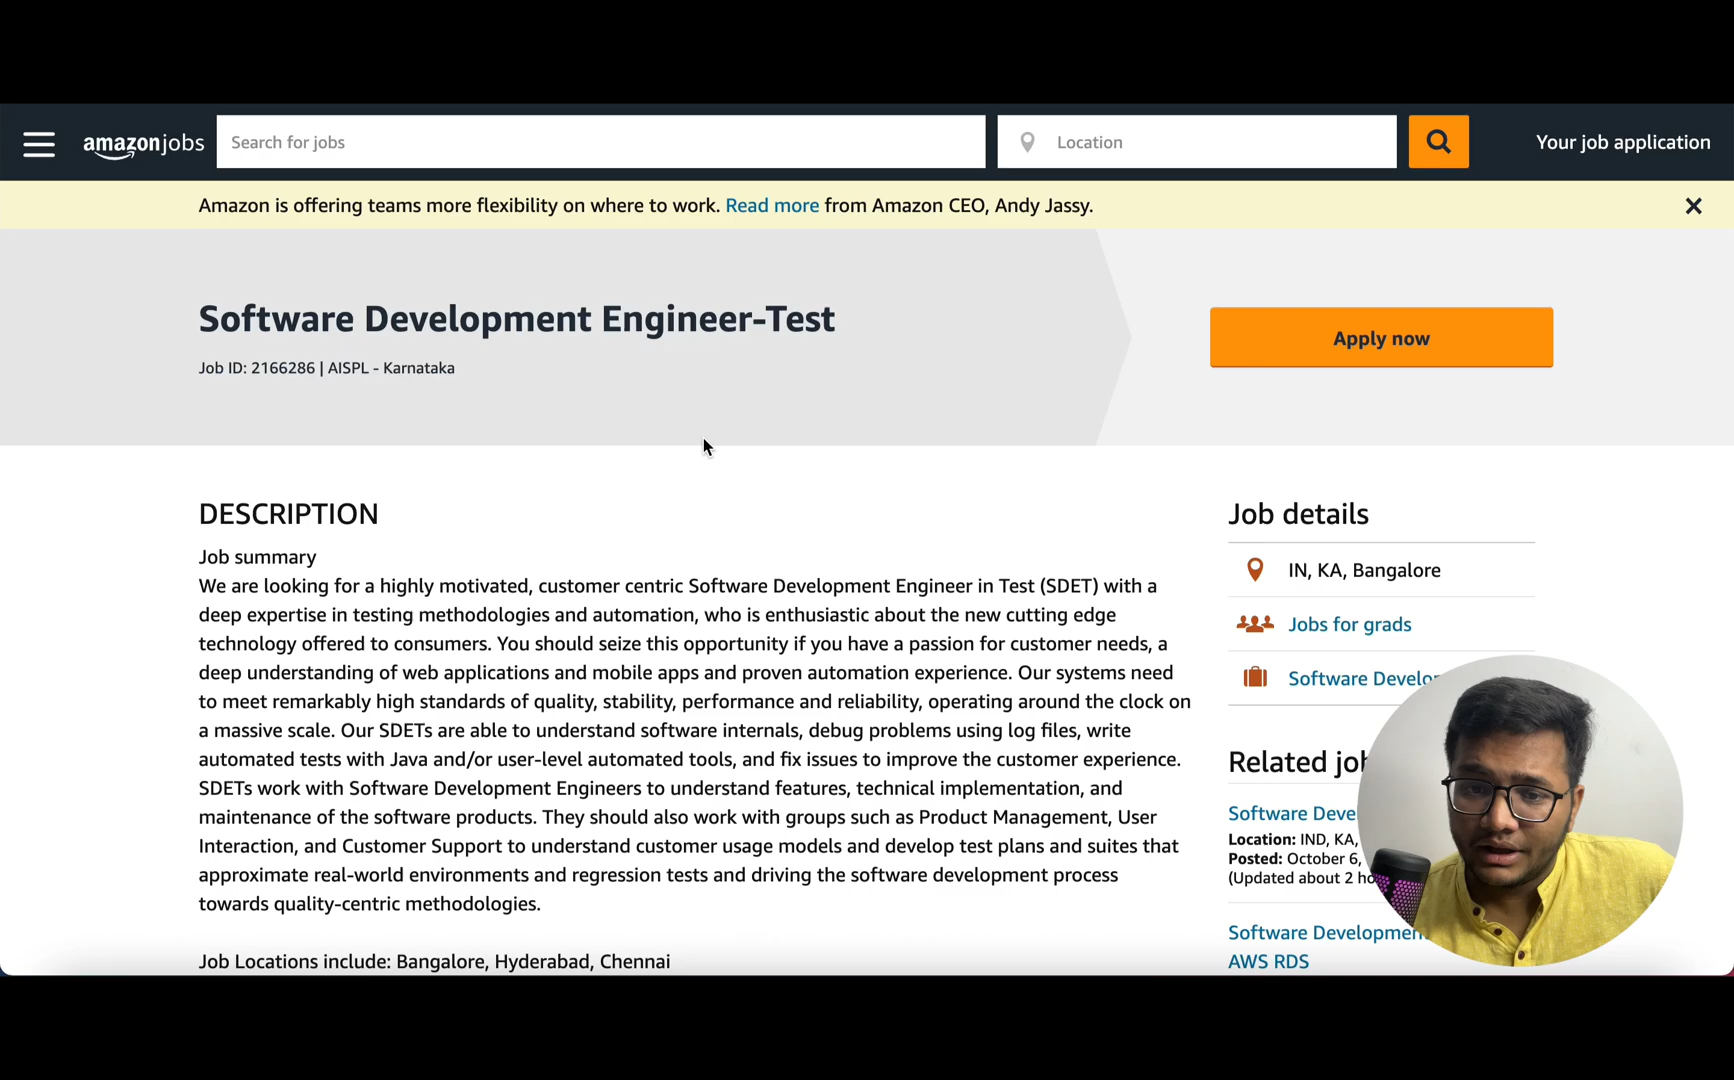 amazonjobs
Search for jobs
Location
Your job application
Amazon is offering teams more flexibility on where to work. Read more from Amazon CEO, Andy Jassy.
Software Development Engineer-Test
Job ID: 2166286 | AISPL - Karnataka
Apply now
DESCRIPTION
Job summary
We are looking for a highly motivated, customer centric Software Development Engineer in Test (SDET) with a
deep expertise in testing methodologies and automation, who is enthusiastic about the new cutting edge
technology offered to consumers. You should seize this opportunity if you have a passion for customer needs, a
deep understanding of web applications and mobile apps and proven automation experience. Our systems need
to meet remarkably high standards of quality, stability, performance and reliability, operating around the clock on
a massive scale. Our SDETs are able to understand software internals, debug problems using log files, write
automated tests with Java and/or user-level automated tools, and fix issues to improve the customer experience.
SDETs work with Software Development Engineers to understand features, technical implementation, and
maintenance of the software products. They should also work with groups such as Product Management, User
Interaction, and Customer Support to understand customer usage models and develop test plans and suites that
approximate real-world environments and regression tests and driving the software development process
towards quality-centric methodologies.
Job Locations include: Bangalore, Hyderabad, Chennai
Job details
IN, KA, Bangalore
Jobs for grads
Software
Related
Software
Location: IND, KA,
Posted: October 6,
(Updated about 2
Software
AWS RDS